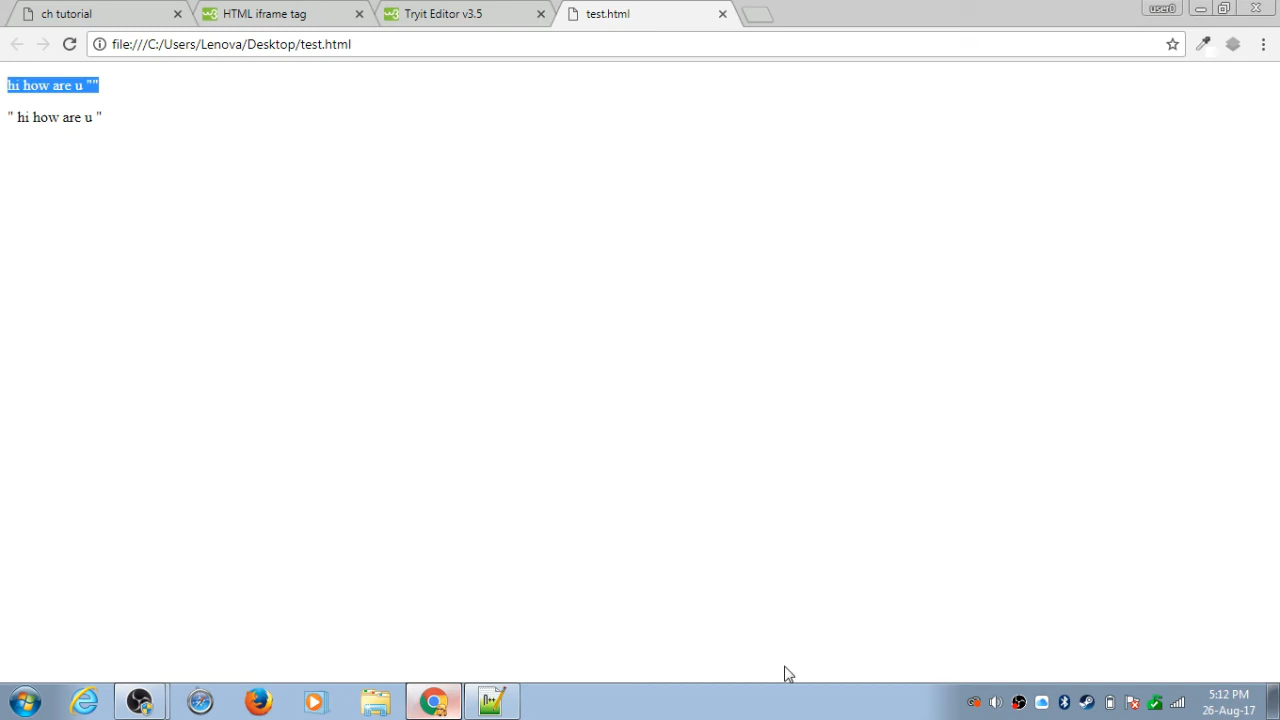 ch tutorial
HTML iframe tag
Tryit Editor v3.5
test.html
user0
file:///C:/Users/Lenova/Desktop/test.html
hi how are u ""
" hi how are u "
5:12 PM
26-Aug-17